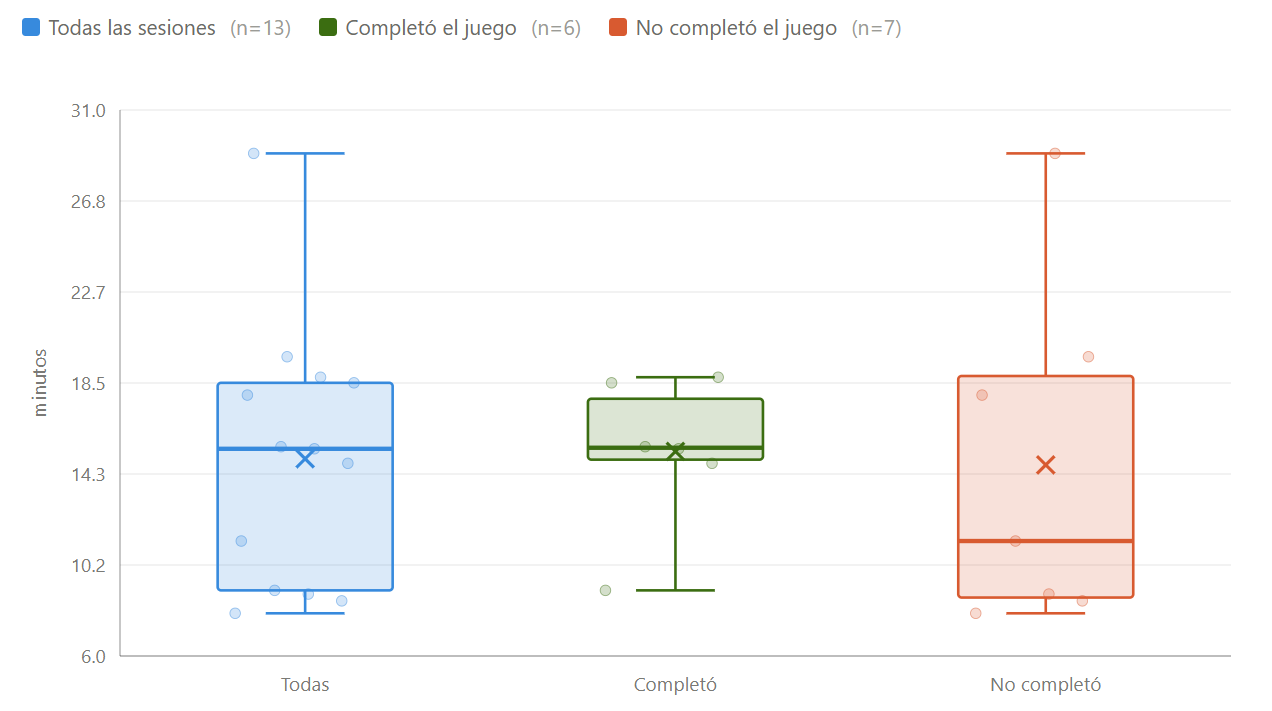 Todas las sesiones (n=13) Completó el juego (n=6) No completó el juego (n=7)
31.0
26.8
22.7
18.5
14.3
10.2
6.0
minutos
Todas Completó No completó